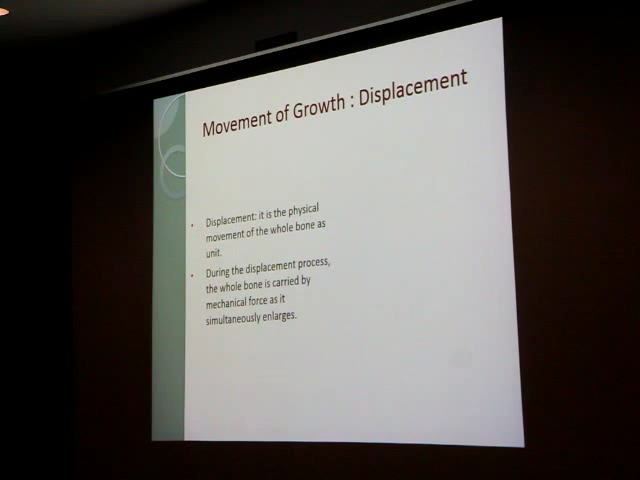 Movement of Growth : Displacement
• Displacement: it is the physical
movement of the whole bone as
unit.
• During the displacement process,
the whole bone is carried by
mechanical force as it
simultaneously enlarges.